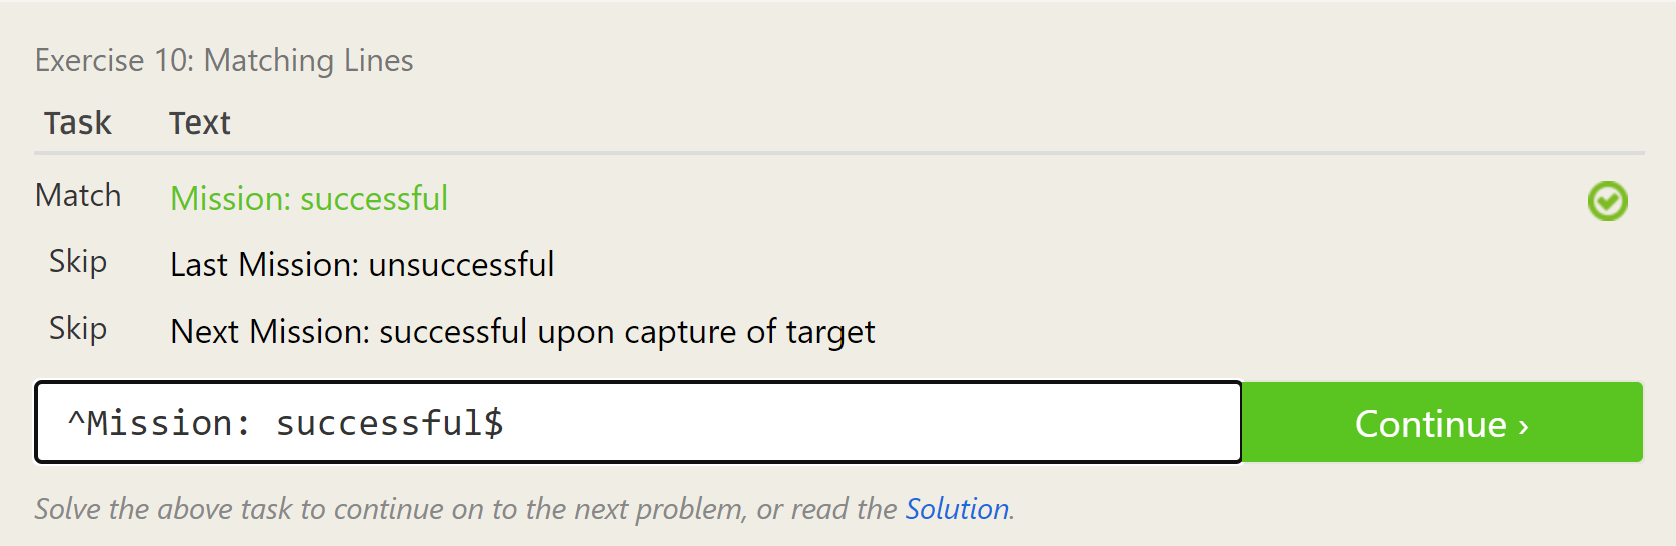 Exercise 10: Matching Lines
Task Text
Match Mission: successful
Skip Last Mission: unsuccessful
Skip Next Mission: successful upon capture of target
^Mission: successful$
Continue ›
Solve the above task to continue on to the next problem, or read the Solution.